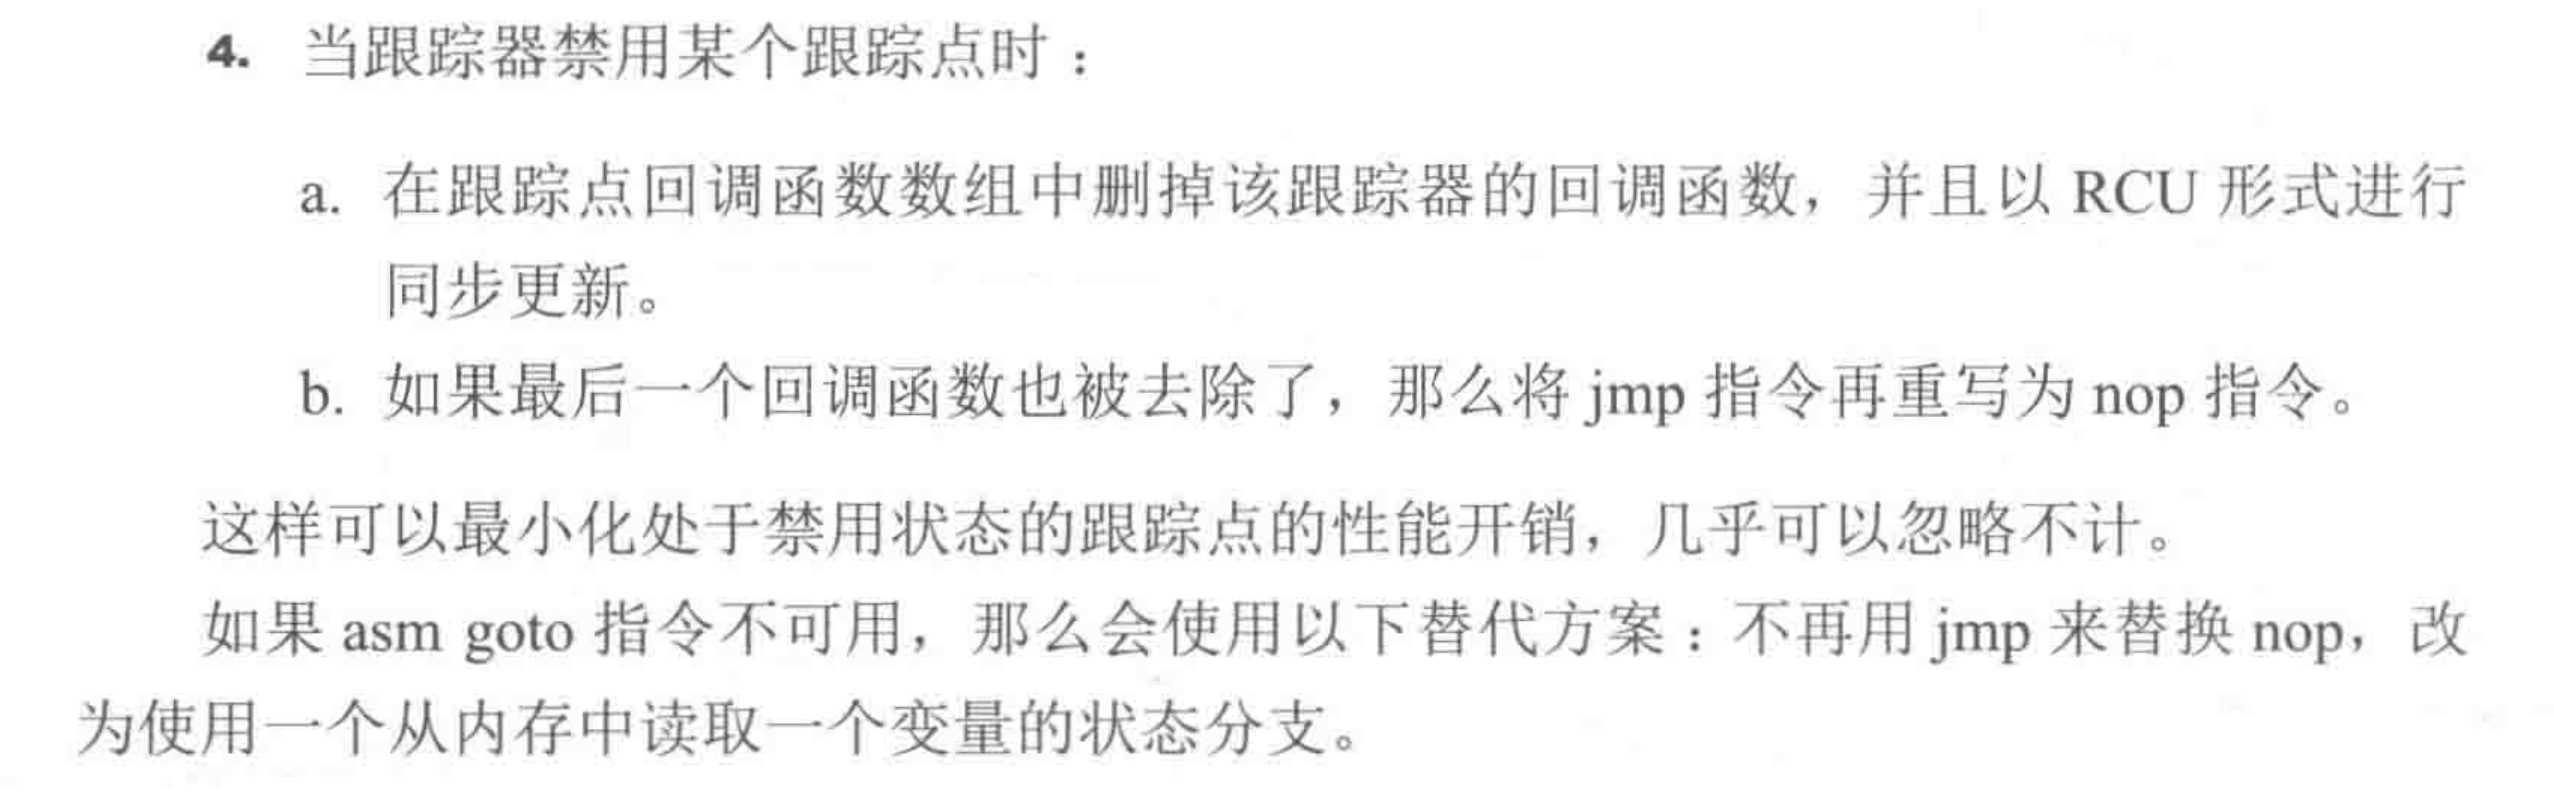 4. 当跟踪器禁用某个跟踪点时：
a. 在跟踪点回调函数数组中删掉该跟踪器的回调函数，并且以 RCU 形式进行
同步更新。
b. 如果最后一个回调函数也被去除了，那么将 jmp 指令再重写为 nop 指令。
这样可以最小化处于禁用状态的跟踪点的性能开销，几乎可以忽略不计。
如果 asm goto 指令不可用，那么会使用以下替代方案：不再用 jmp 来替换 nop，改
为使用一个从内存中读取一个变量的状态分支。